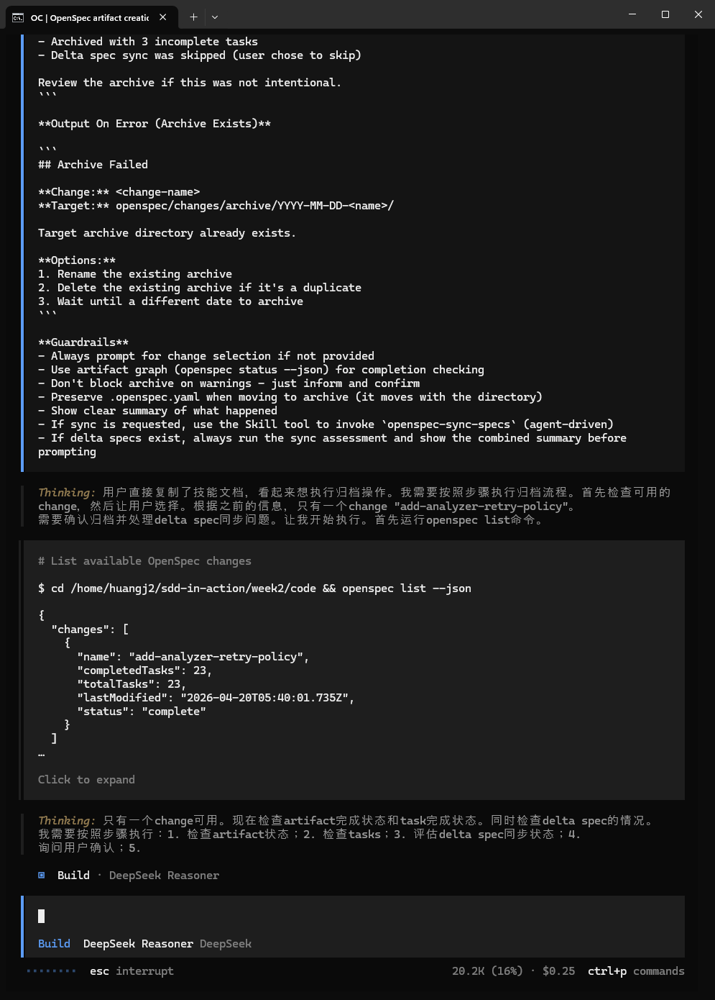 OC | OpenSpec artifact creatic
- Archived with 3 incomplete tasks
- Delta spec sync was skipped (user chose to skip)
Review the archive if this was not intentional.
```
**Output On Error (Archive Exists)**
```
## Archive Failed
**Change:** <change-name>
**Target:** openspec/changes/archive/YYYY-MM-DD-<name>/
Target archive directory already exists.
**Options:**
1. Rename the existing archive
2. Delete the existing archive if it's a duplicate
3. Wait until a different date to archive
```
**Guardrails**
- Always prompt for change selection if not provided
- Use artifact graph (openspec status --json) for completion checking
- Don't block archive on warnings - just inform and confirm
- Preserve .openspec.yaml when moving to archive (it moves with the directory)
- Show clear summary of what happened
- If sync is requested, use the Skill tool to invoke `openspec-sync-specs` (agent-driven)
- If delta specs exist, always run the sync assessment and show the combined summary before
prompting
Thinking: 用户直接复制了技能文档，看起来想执行归档操作。我需要按照步骤执行归档流程。首先检查可用的
change，然后让用户选择。根据之前的信息，只有一个change "add-analyzer-retry-policy"。
需要确认归档并处理delta spec同步问题。让我开始执行。首先运行openspec list命令。
# List available OpenSpec changes
$ cd /home/huangj2/sdd-in-action/week2/code && openspec list --json
{
"changes": [
{
"name": "add-analyzer-retry-policy",
"completedTasks": 23,
"totalTasks": 23,
"lastModified": "2026-04-20T05:40:01.735Z",
"status": "complete"
}
]
…
Click to expand
Thinking: 只有一个change可用。现在检查artifact完成状态和task完成状态。同时检查delta spec的情况。
我需要按照步骤执行：1. 检查artifact状态；2. 检查tasks；3. 评估delta spec同步状态；4.
询问用户确认；5.
Build · DeepSeek Reasoner
Build DeepSeek Reasoner DeepSeek
esc interrupt 20.2K (16%) · $0.25 ctrl+p commands